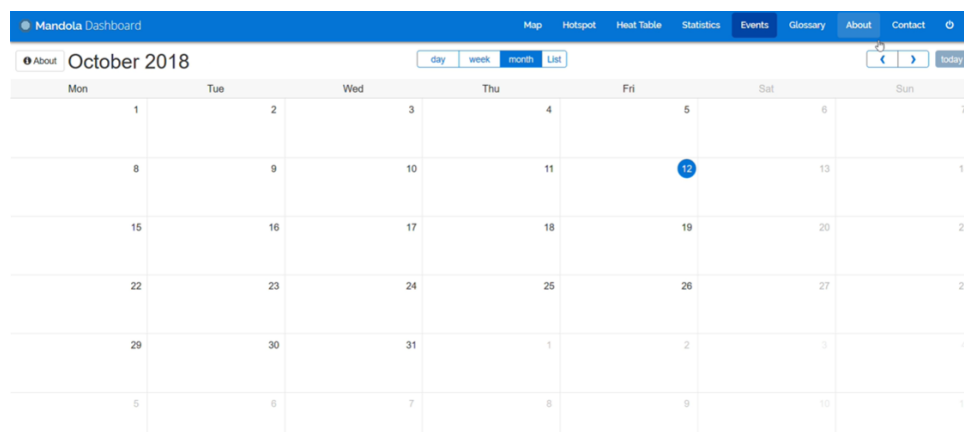 Mandola Dashboard Map Hotspot Heat Table Statistics Events Glossary About Contact
About October 2018 day week month List today
Mon Tue Wed Thu Fri Sat Sun
1 2 3 4 5 6
8 9 10 11 12 13
15 16 17 18 19 20
22 23 24 25 26 27
29 30 31 1 2 3
5 6 7 8 9 10